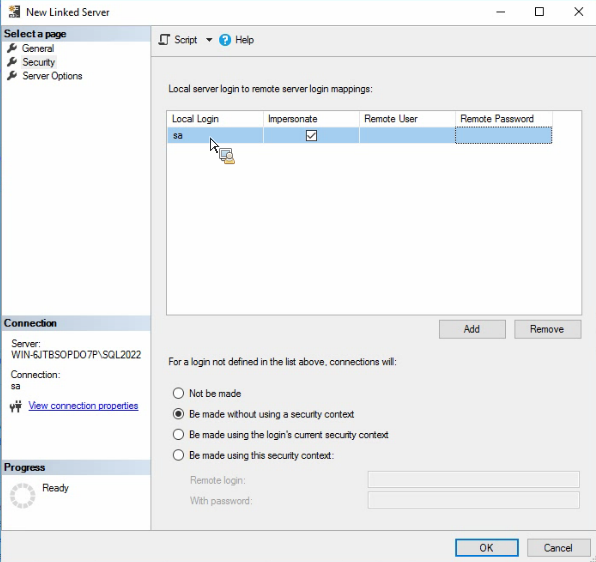 New Linked Server
Select a page
General
Security
Server Options
Script
Help
Local server login to remote server login mappings:
Local Login Impersonate Remote User Remote Password
sa
Add Remove
For a login not defined in the list above, connections will:
Not be made
Be made without using a security context
Be made using the login's current security context
Be made using this security context:
Remote login:
With password:
Connection
Server:
WIN-6JTBSOPDO7P\SQL2022
Connection:
sa
View connection properties
Progress
Ready
OK Cancel